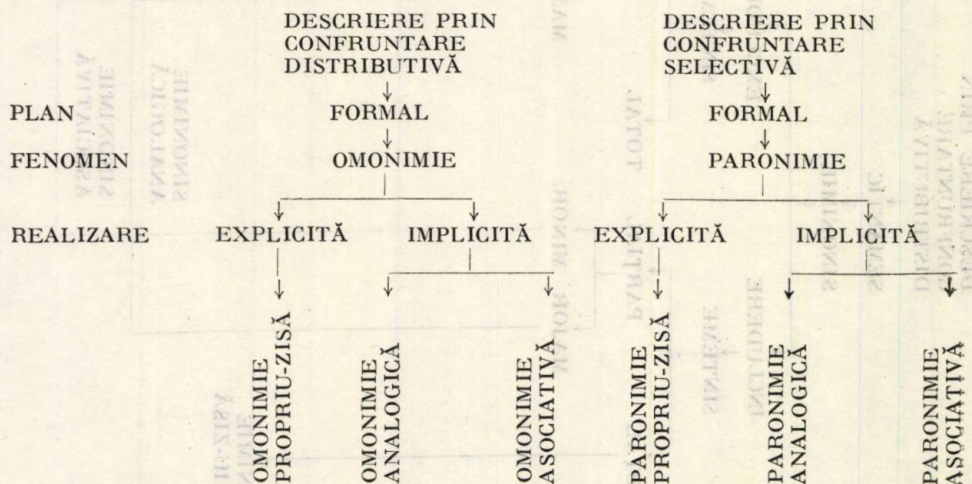 DESCRIERE PRIN
CONFRUNTARE
DISTRIBUTIVĂ
DESCRIERE PRIN
CONFRUNTARE
SELECTIVĂ
PLAN FORMAL FORMAL
FENOMEN OMONIMIE PARONIMIE
REALIZARE EXPLICITĂ IMPLICITĂ EXPLICITĂ IMPLICITĂ
OMONIMIE
PROPRIU-ZISĂ
OMONIMIE
ANALOGICĂ
OMONIMIE
ASOCIATIVĂ
PARONIMIE
PROPRIU-ZISĂ
PARONIMIE
ANALOGICĂ
PARONIMIE
ASOCIATIVĂ